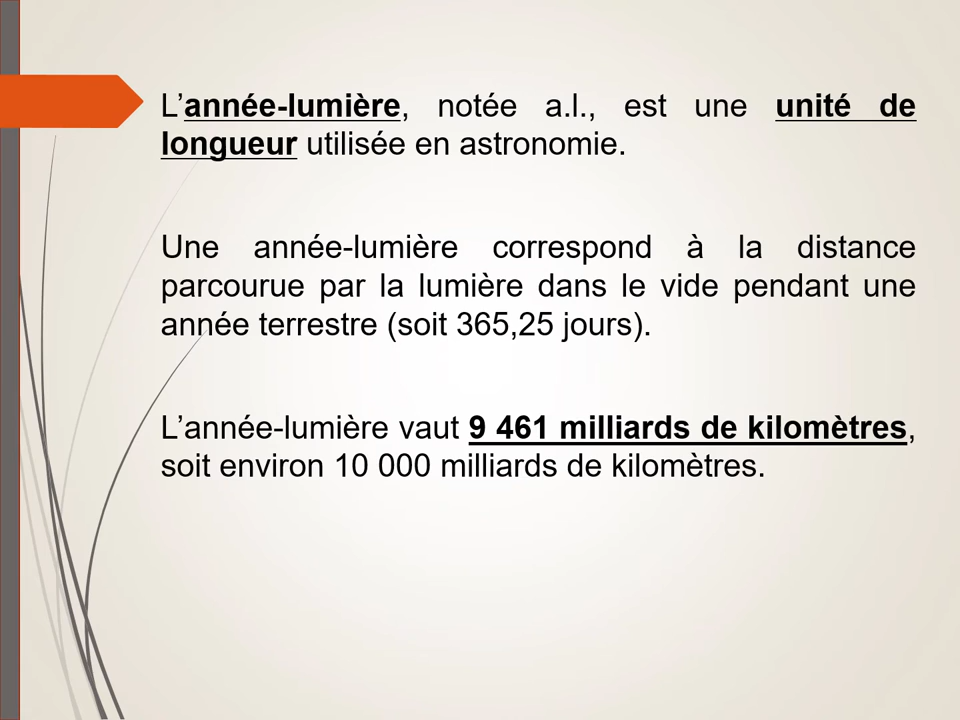 L’année-lumière, notée a.l., est une unité de
longueur utilisée en astronomie.
Une année-lumière correspond à la distance
parcourue par la lumière dans le vide pendant une
année terrestre (soit 365,25 jours).
L’année-lumière vaut 9 461 milliards de kilomètres,
soit environ 10 000 milliards de kilomètres.